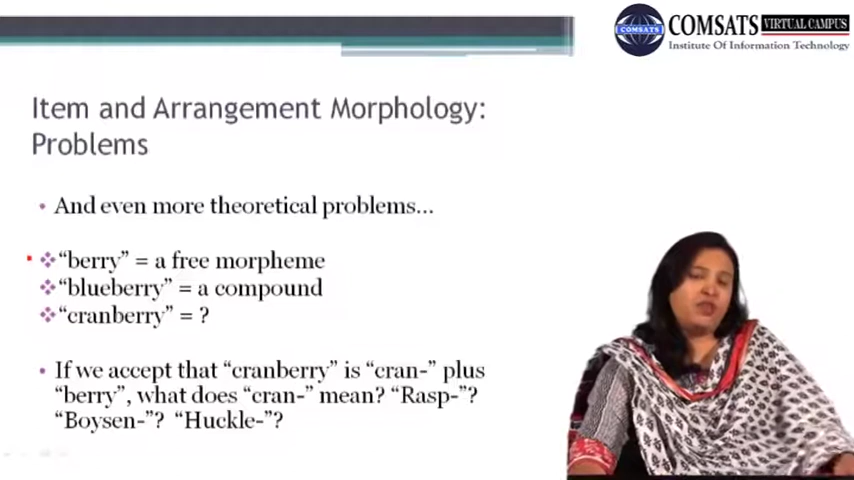 COMSATS
COMSATS VIRTUAL CAMPUS
Institute Of Information Technology
Item and Arrangement Morphology:
Problems
• And even more theoretical problems...
❖ “berry” = a free morpheme
❖ “blueberry” = a compound
❖ “cranberry” = ?
• If we accept that “cranberry” is “cran-” plus
“berry”, what does “cran-” mean? “Rasp-”?
“Boysen-”? “Huckle-”?